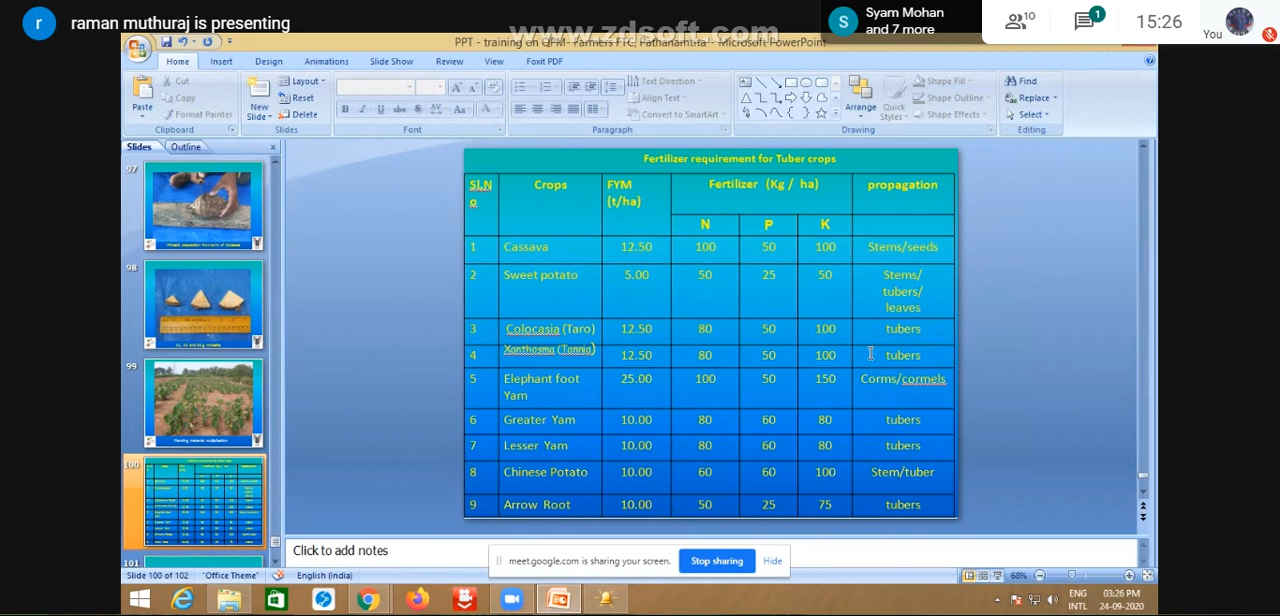 r raman muthuraj is presenting
www.zdsoft.com
S Syam Mohan
and 7 more
10
1
15:26
You
PPT - training on QPM- Farmers FTC, Pathanamtta - Microsoft PowerPoint
Home Insert Design Animations Slide Show Review View Foxit PDF
Paste
Cut
Copy
Format Painter
Clipboard
New
Slide
Layout
Reset
Delete
Slides
Font
Text Direction
Align Text
Convert to SmartArt
Paragraph
Arrange
Quick
Styles
Shape Fill
Shape Outline
Shape Effects
Drawing
Find
Replace
Select
Editing
Slides Outline
97
98
99
Planting material multiplication
100
101
Fertilizer requirement for Tuber crops
Sl.N
o
Crops
FYM
(t/ha)
Fertilizer (Kg / ha)
propagation
N P K
1 Cassava 12.50 100 50 100 Stems/seeds
2 Sweet potato 5.00 50 25 50 Stems/
tubers/
leaves
3 Colocasia (Taro) 12.50 80 50 100 tubers
4 Xanthosma (Tannia) 12.50 80 50 100 tubers
5 Elephant foot
Yam 25.00 100 50 150 Corms/cormels
6 Greater Yam 10.00 80 60 80 tubers
7 Lesser Yam 10.00 80 60 80 tubers
8 Chinese Potato 10.00 60 60 100 Stem/tuber
9 Arrow Root 10.00 50 25 75 tubers
Click to add notes
meet.google.com is sharing your screen. Stop sharing Hide
Slide 100 of 102 "Office Theme" English (India) 68%
ENG
INTL
03:26 PM
24-09-2020